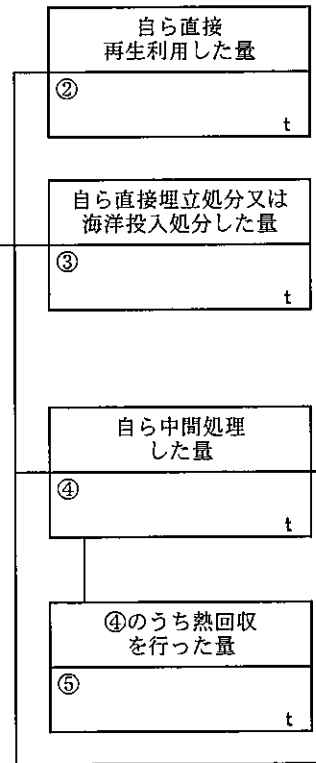 自ら直接
再生利用した量
②
t
自ら直接埋立処分又は
海洋投入処分した量
③
t
自ら中間処理
した量
④
t
④のうち熱回収
を行った量
⑤
t